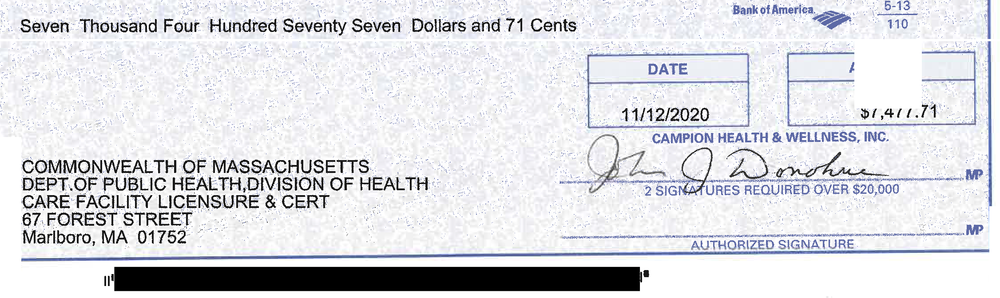 Bank of America
5-13
110
Seven Thousand Four Hundred Seventy Seven Dollars and 71 Cents
DATE
11/12/2020
$7,477.71
CAMPION HEALTH & WELLNESS, INC.
John J Donohue
MP
2 SIGNATURES REQUIRED OVER $20,000
COMMONWEALTH OF MASSACHUSETTS
DEPT.OF PUBLIC HEALTH,DIVISION OF HEALTH
CARE FACILITY LICENSURE & CERT
67 FOREST STREET
Marlboro, MA 01752
MP
AUTHORIZED SIGNATURE